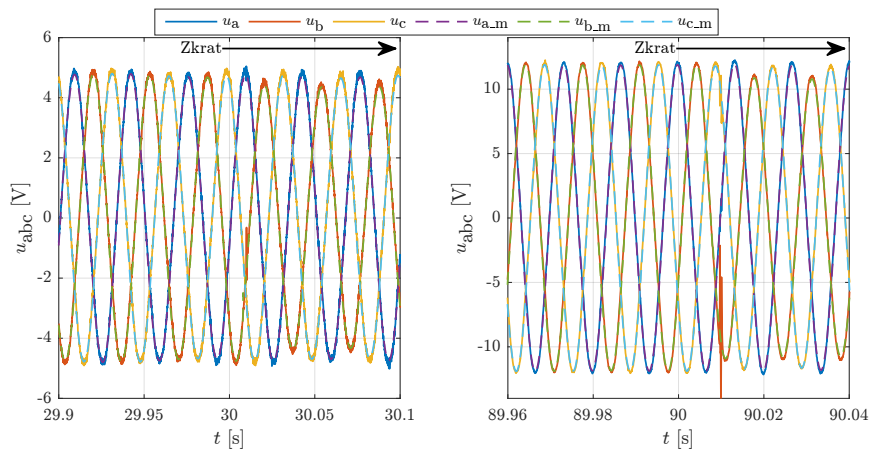 u_a u_b u_c u_a_m u_b_m u_c_m
Zkrat
6
4
2
0
-2
-4
-6
u_abc [V]
29.9 29.95 30 30.05 30.1
t [s]
Zkrat
10
5
0
-5
-10
u_abc [V]
89.96 89.98 90 90.02 90.04
t [s]